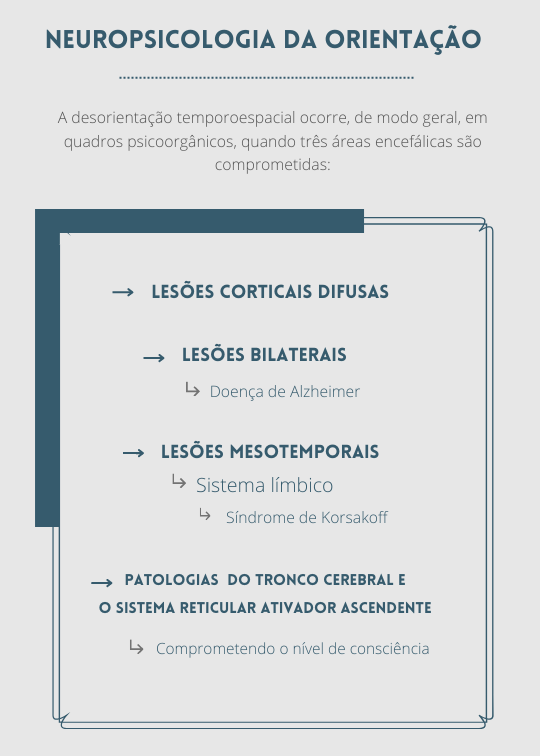 NEUROPSICOLOGIA DA ORIENTAÇÃO
A desorientação temporoespacial ocorre, de modo geral, em
quadros psicoorgânicos, quando três áreas encefálicas são
comprometidas:
LESÕES CORTICAIS DIFUSAS
LESÕES BILATERAIS
Doença de Alzheimer
LESÕES MESOTEMPORAIS
Sistema límbico
Síndrome de Korsakoff
PATOLOGIAS DO TRONCO CEREBRAL E
O SISTEMA RETICULAR ATIVADOR ASCENDENTE
Comprometendo o nível de consciência